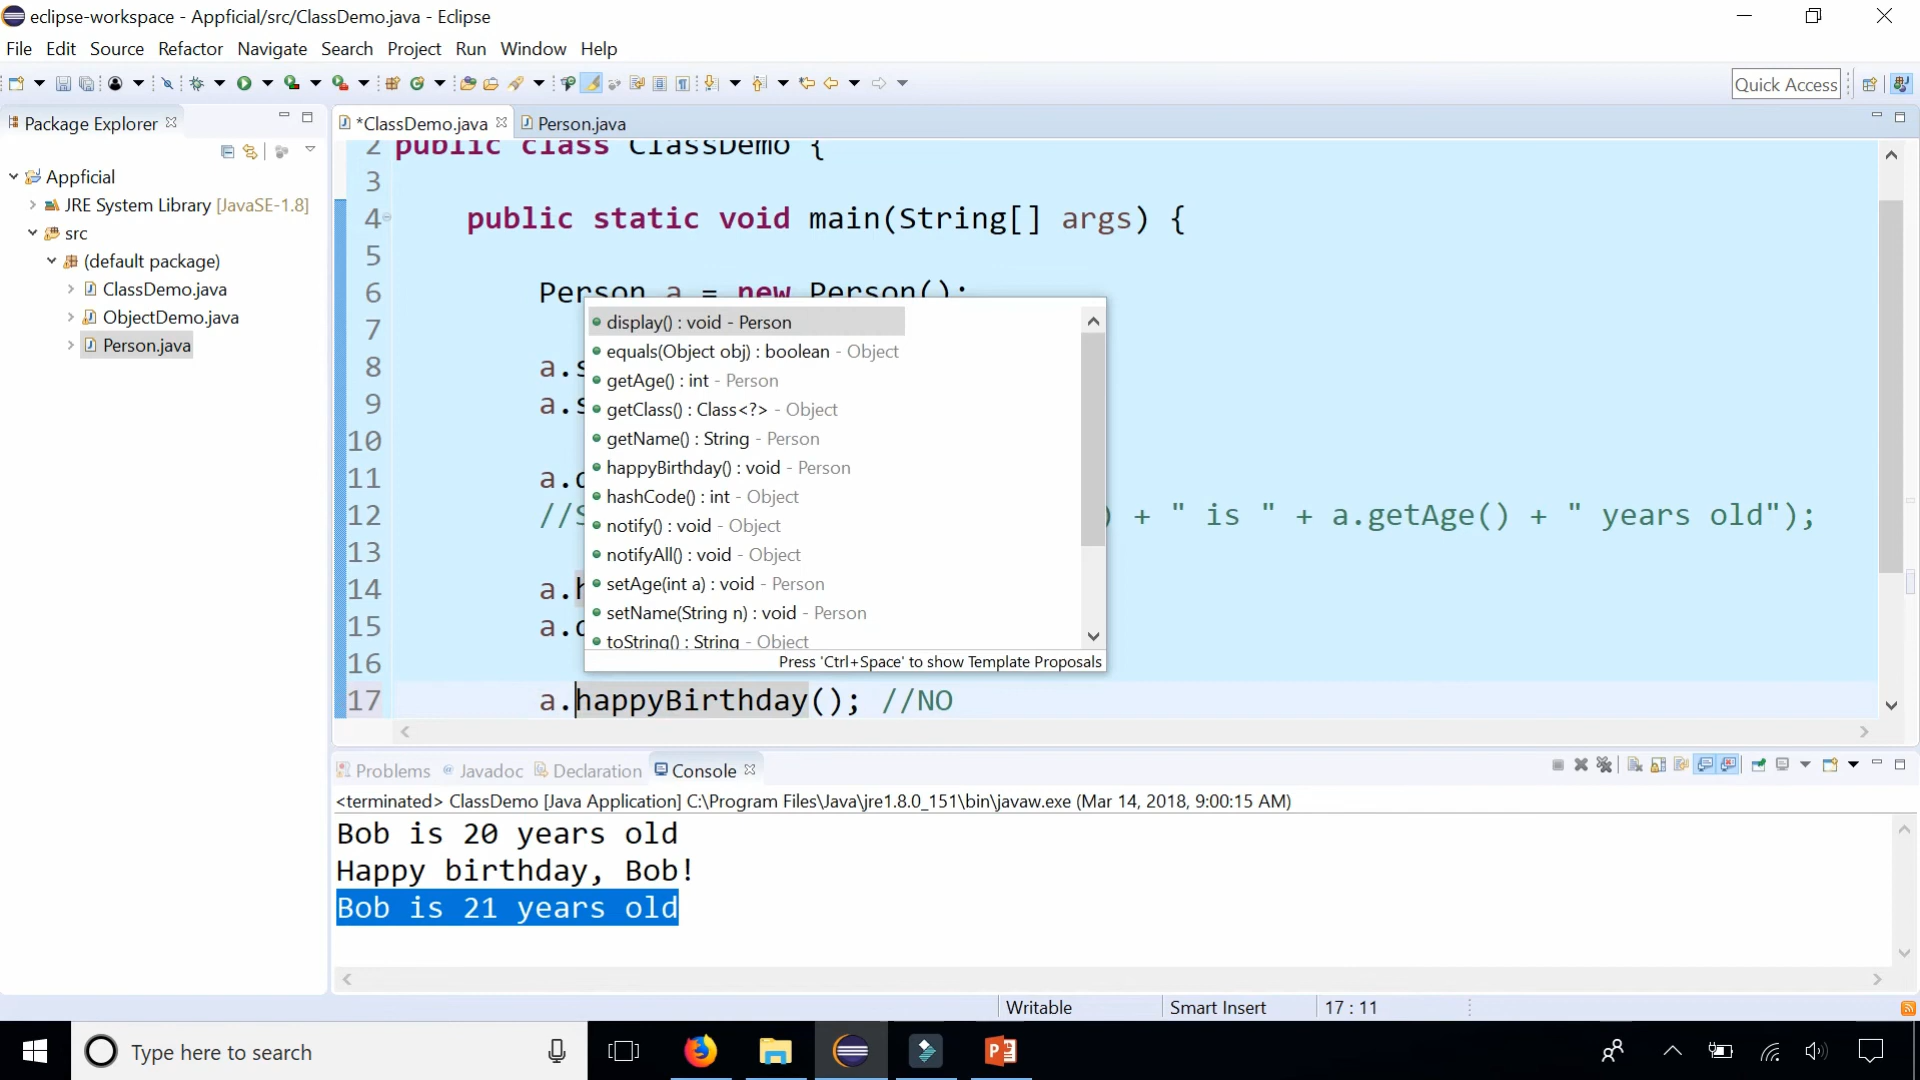 eclipse-workspace - Appficial/src/ClassDemo.java - Eclipse
File Edit Source Refactor Navigate Search Project Run Window Help
Quick Access
Package Explorer
*ClassDemo.java
Person.java
Appficial
JRE System Library [JavaSE-1.8]
src
(default package)
ClassDemo.java
ObjectDemo.java
Person.java
2 public class ClassDemo {
3
4 public static void main(String[] args) {
5
6 Person a = new Person();
7
8 a.s
9 a.s
10
11 a.d
12 //S ) + " is " + a.getAge() + " years old");
13
14 a.h
15 a.d
16
17 a.happyBirthday(); //NO
display() : void - Person
equals(Object obj) : boolean - Object
getAge() : int - Person
getClass() : Class<?> - Object
getName() : String - Person
happyBirthday() : void - Person
hashCode() : int - Object
notify() : void - Object
notifyAll() : void - Object
setAge(int a) : void - Person
setName(String n) : void - Person
toString() : String - Object
Press 'Ctrl+Space' to show Template Proposals
Problems Javadoc Declaration Console
<terminated> ClassDemo [Java Application] C:\Program Files\Java\jre1.8.0_151\bin\javaw.exe (Mar 14, 2018, 9:00:15 AM)
Bob is 20 years old
Happy birthday, Bob!
Bob is 21 years old
Writable Smart Insert 17 : 11
Type here to search